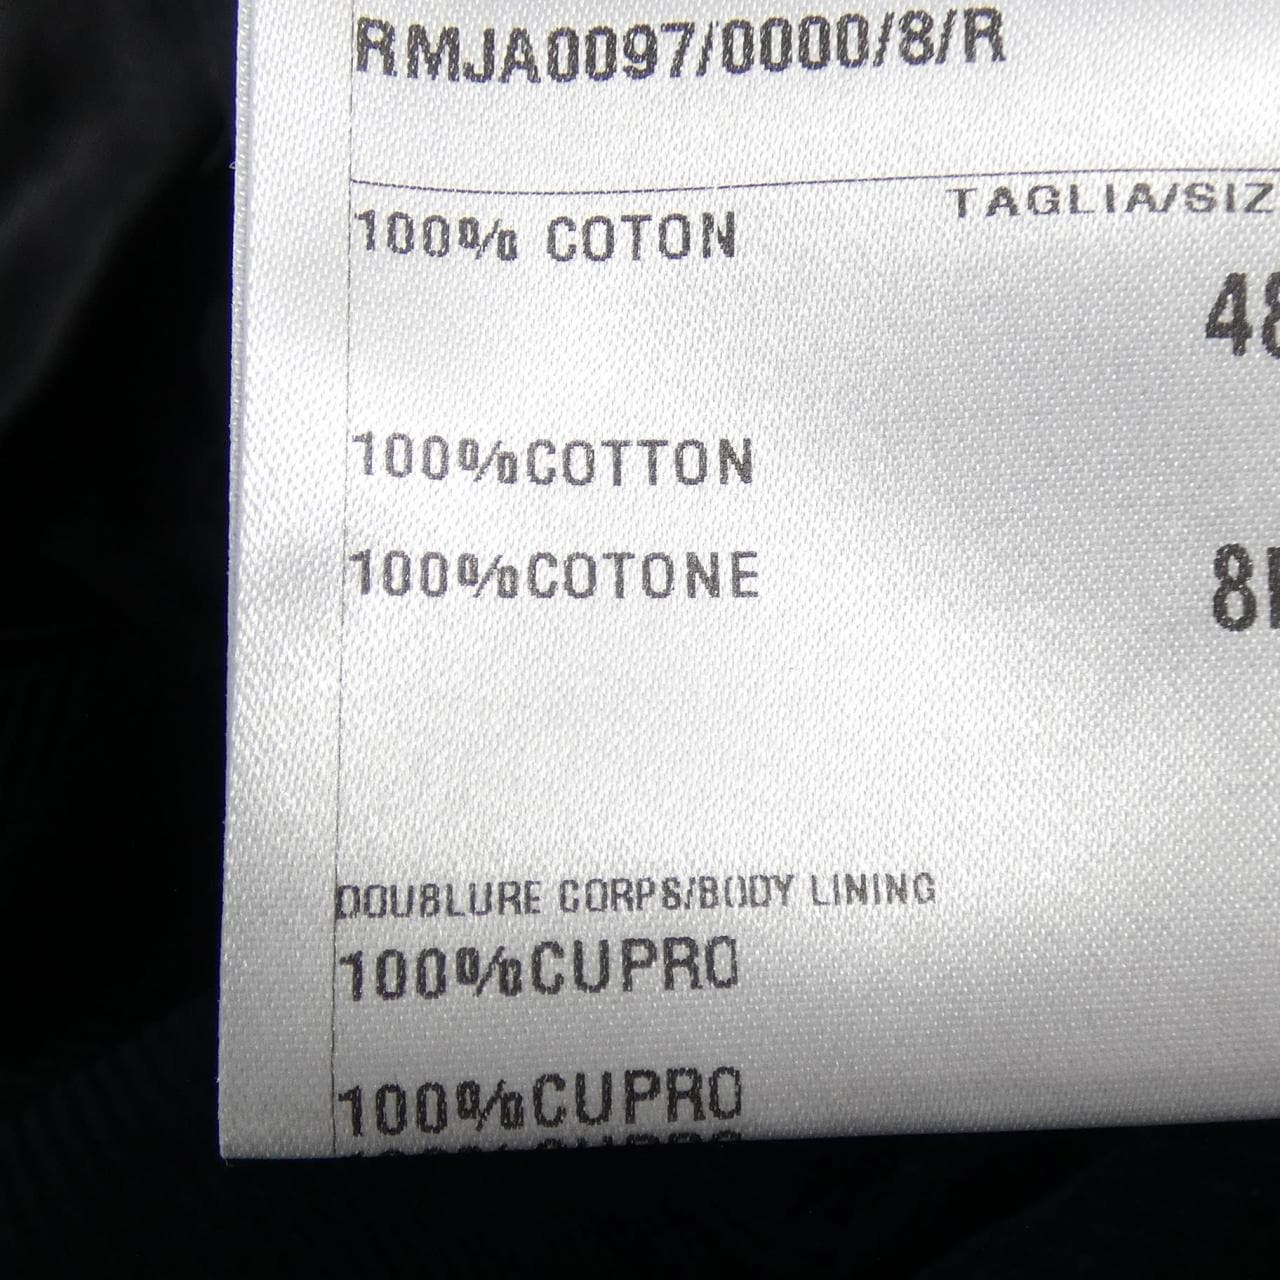 RMJA0097/0000/8/R
TAGLIA/SIZ
100% COTON
48
100%COTTON
100%COTONE
DOUBLURE CORPS/BODY LINING
100%CUPRO
100%CUPRO